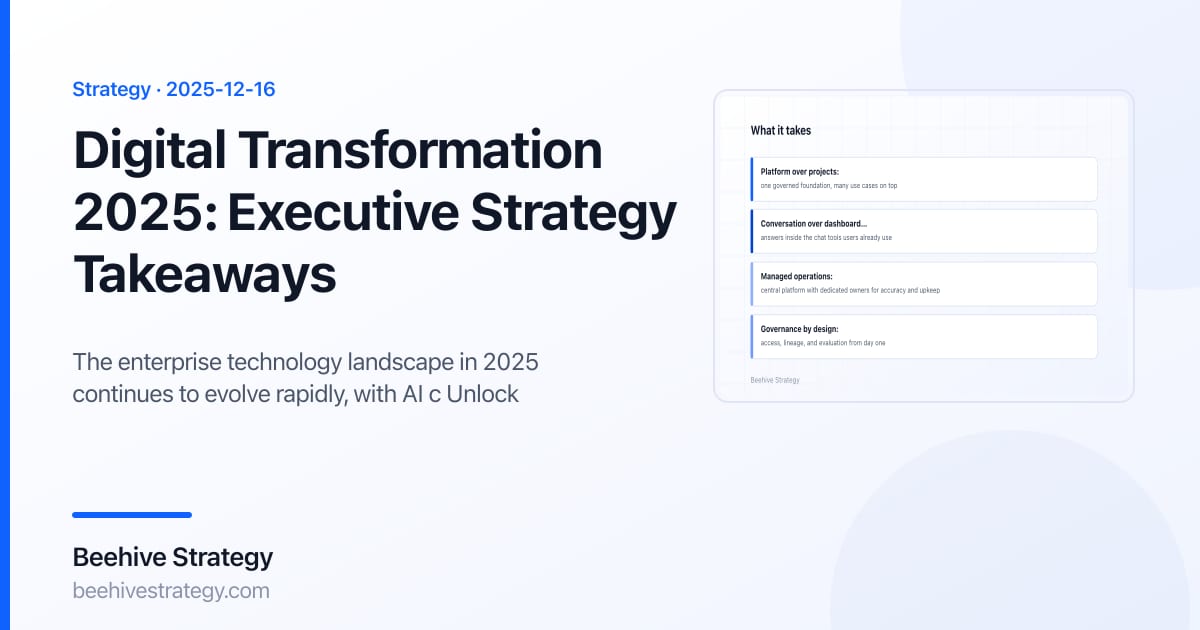 Strategy · 2025-12-16
Digital Transformation
2025: Executive Strategy
Takeaways
The enterprise technology landscape in 2025
continues to evolve rapidly, with AI c Unlock
Beehive Strategy
beehivestrategy.com
What it takes
Platform over projects:
one governed foundation, many use cases on top
Conversation over dashboard...
answers inside the chat tools users already use
Managed operations:
central platform with dedicated owners for accuracy and upkeep
Governance by design:
access, lineage, and evaluation from day one
Beehive Strategy